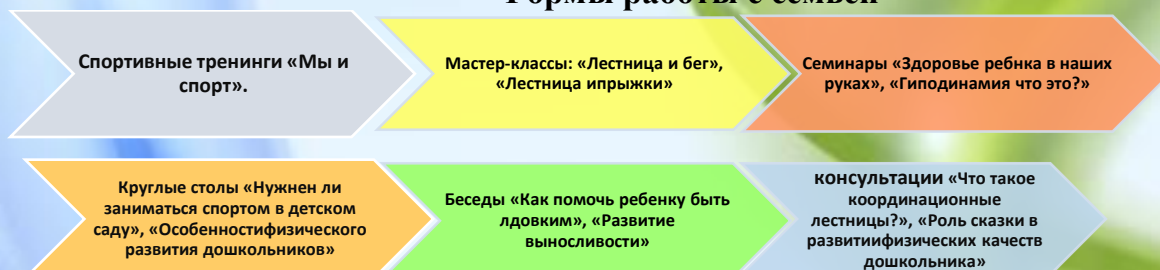 Формы работы с семьей
Спортивные тренинги «Мы и
спорт».
Мастер-классы: «Лестница и бег»,
«Лестница ипрыжки»
Семинары «Здоровье ребнка в наших
руках», «Гиподинамия что это?»
Круглые столы «Нужнен ли
заниматься спортом в детском
саду», «Особенностифизического
развития дошкольников»
Беседы «Как помочь ребенку быть
лдовким», «Развитие
выносливости»
консультации «Что такое
координационные
лестницы?», «Роль сказки в
развитиифизических качеств
дошкольника»